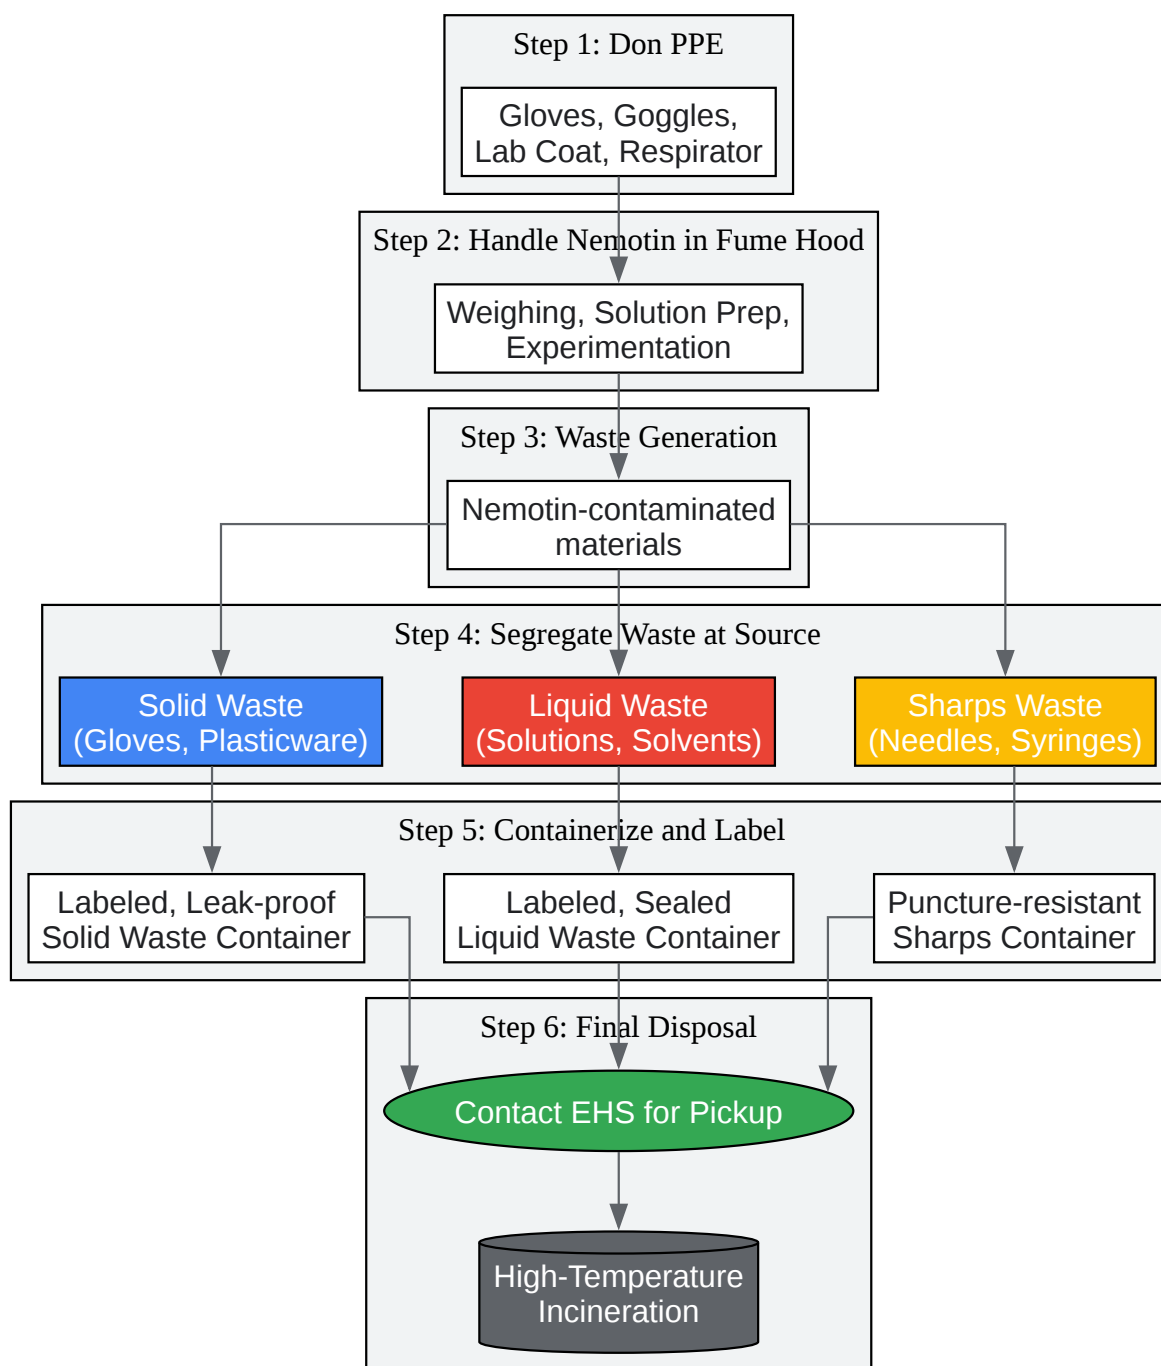 Step 1: Don PPE
Gloves, Goggles,
Lab Coat, Respirator
Step 2: Handle Nemotin in Fume Hood
Weighing, Solution Prep,
Experimentation
Step 3: Waste Generation
Nemotin-contaminated
materials
Step 4: Segregate Waste at Source
Solid Waste
(Gloves, Plasticware)
Liquid Waste
(Solutions, Solvents)
Sharps Waste
(Needles, Syringes)
Step 5: Containerize and Label
Labeled, Leak-proof
Solid Waste Container
Labeled, Sealed
Liquid Waste Container
Puncture-resistant
Sharps Container
Step 6: Final Disposal
Contact EHS for Pickup
High-Temperature
Incineration